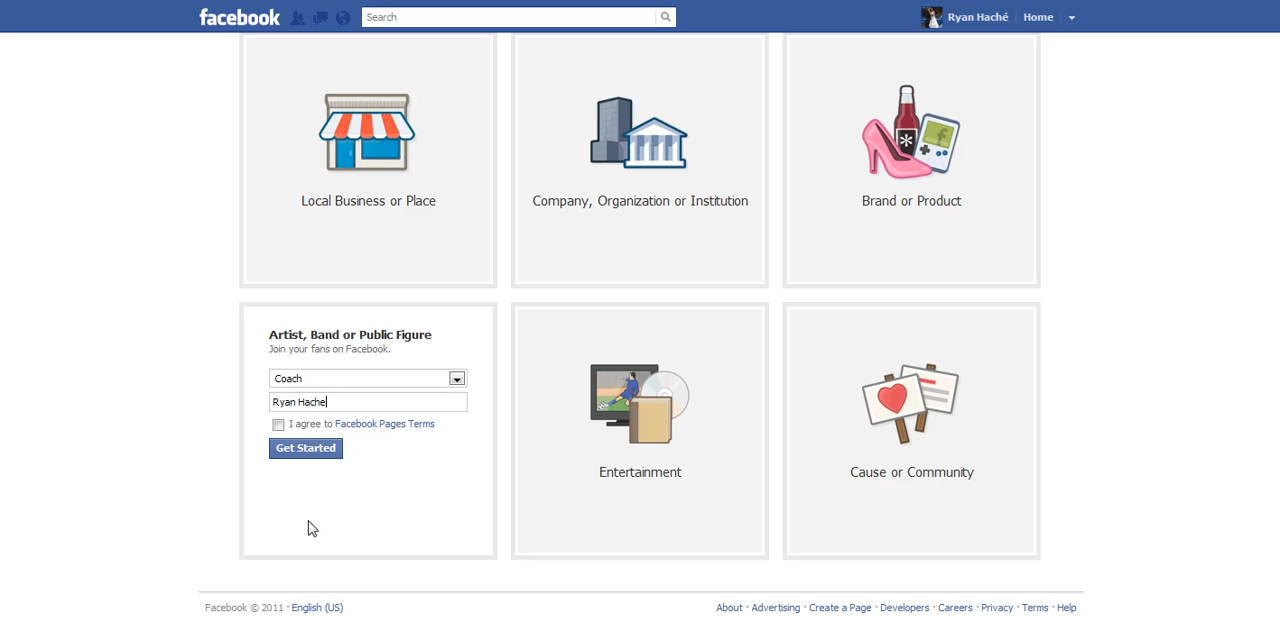 facebook Search Ryan Haché Home
Local Business or Place
Company, Organization or Institution
Brand or Product
Artist, Band or Public Figure
Join your fans on Facebook.
Coach
Ryan Hache
I agree to Facebook Pages Terms
Get Started
Entertainment
Cause or Community
Facebook © 2011 · English (US)
About · Advertising · Create a Page · Developers · Careers · Privacy · Terms · Help